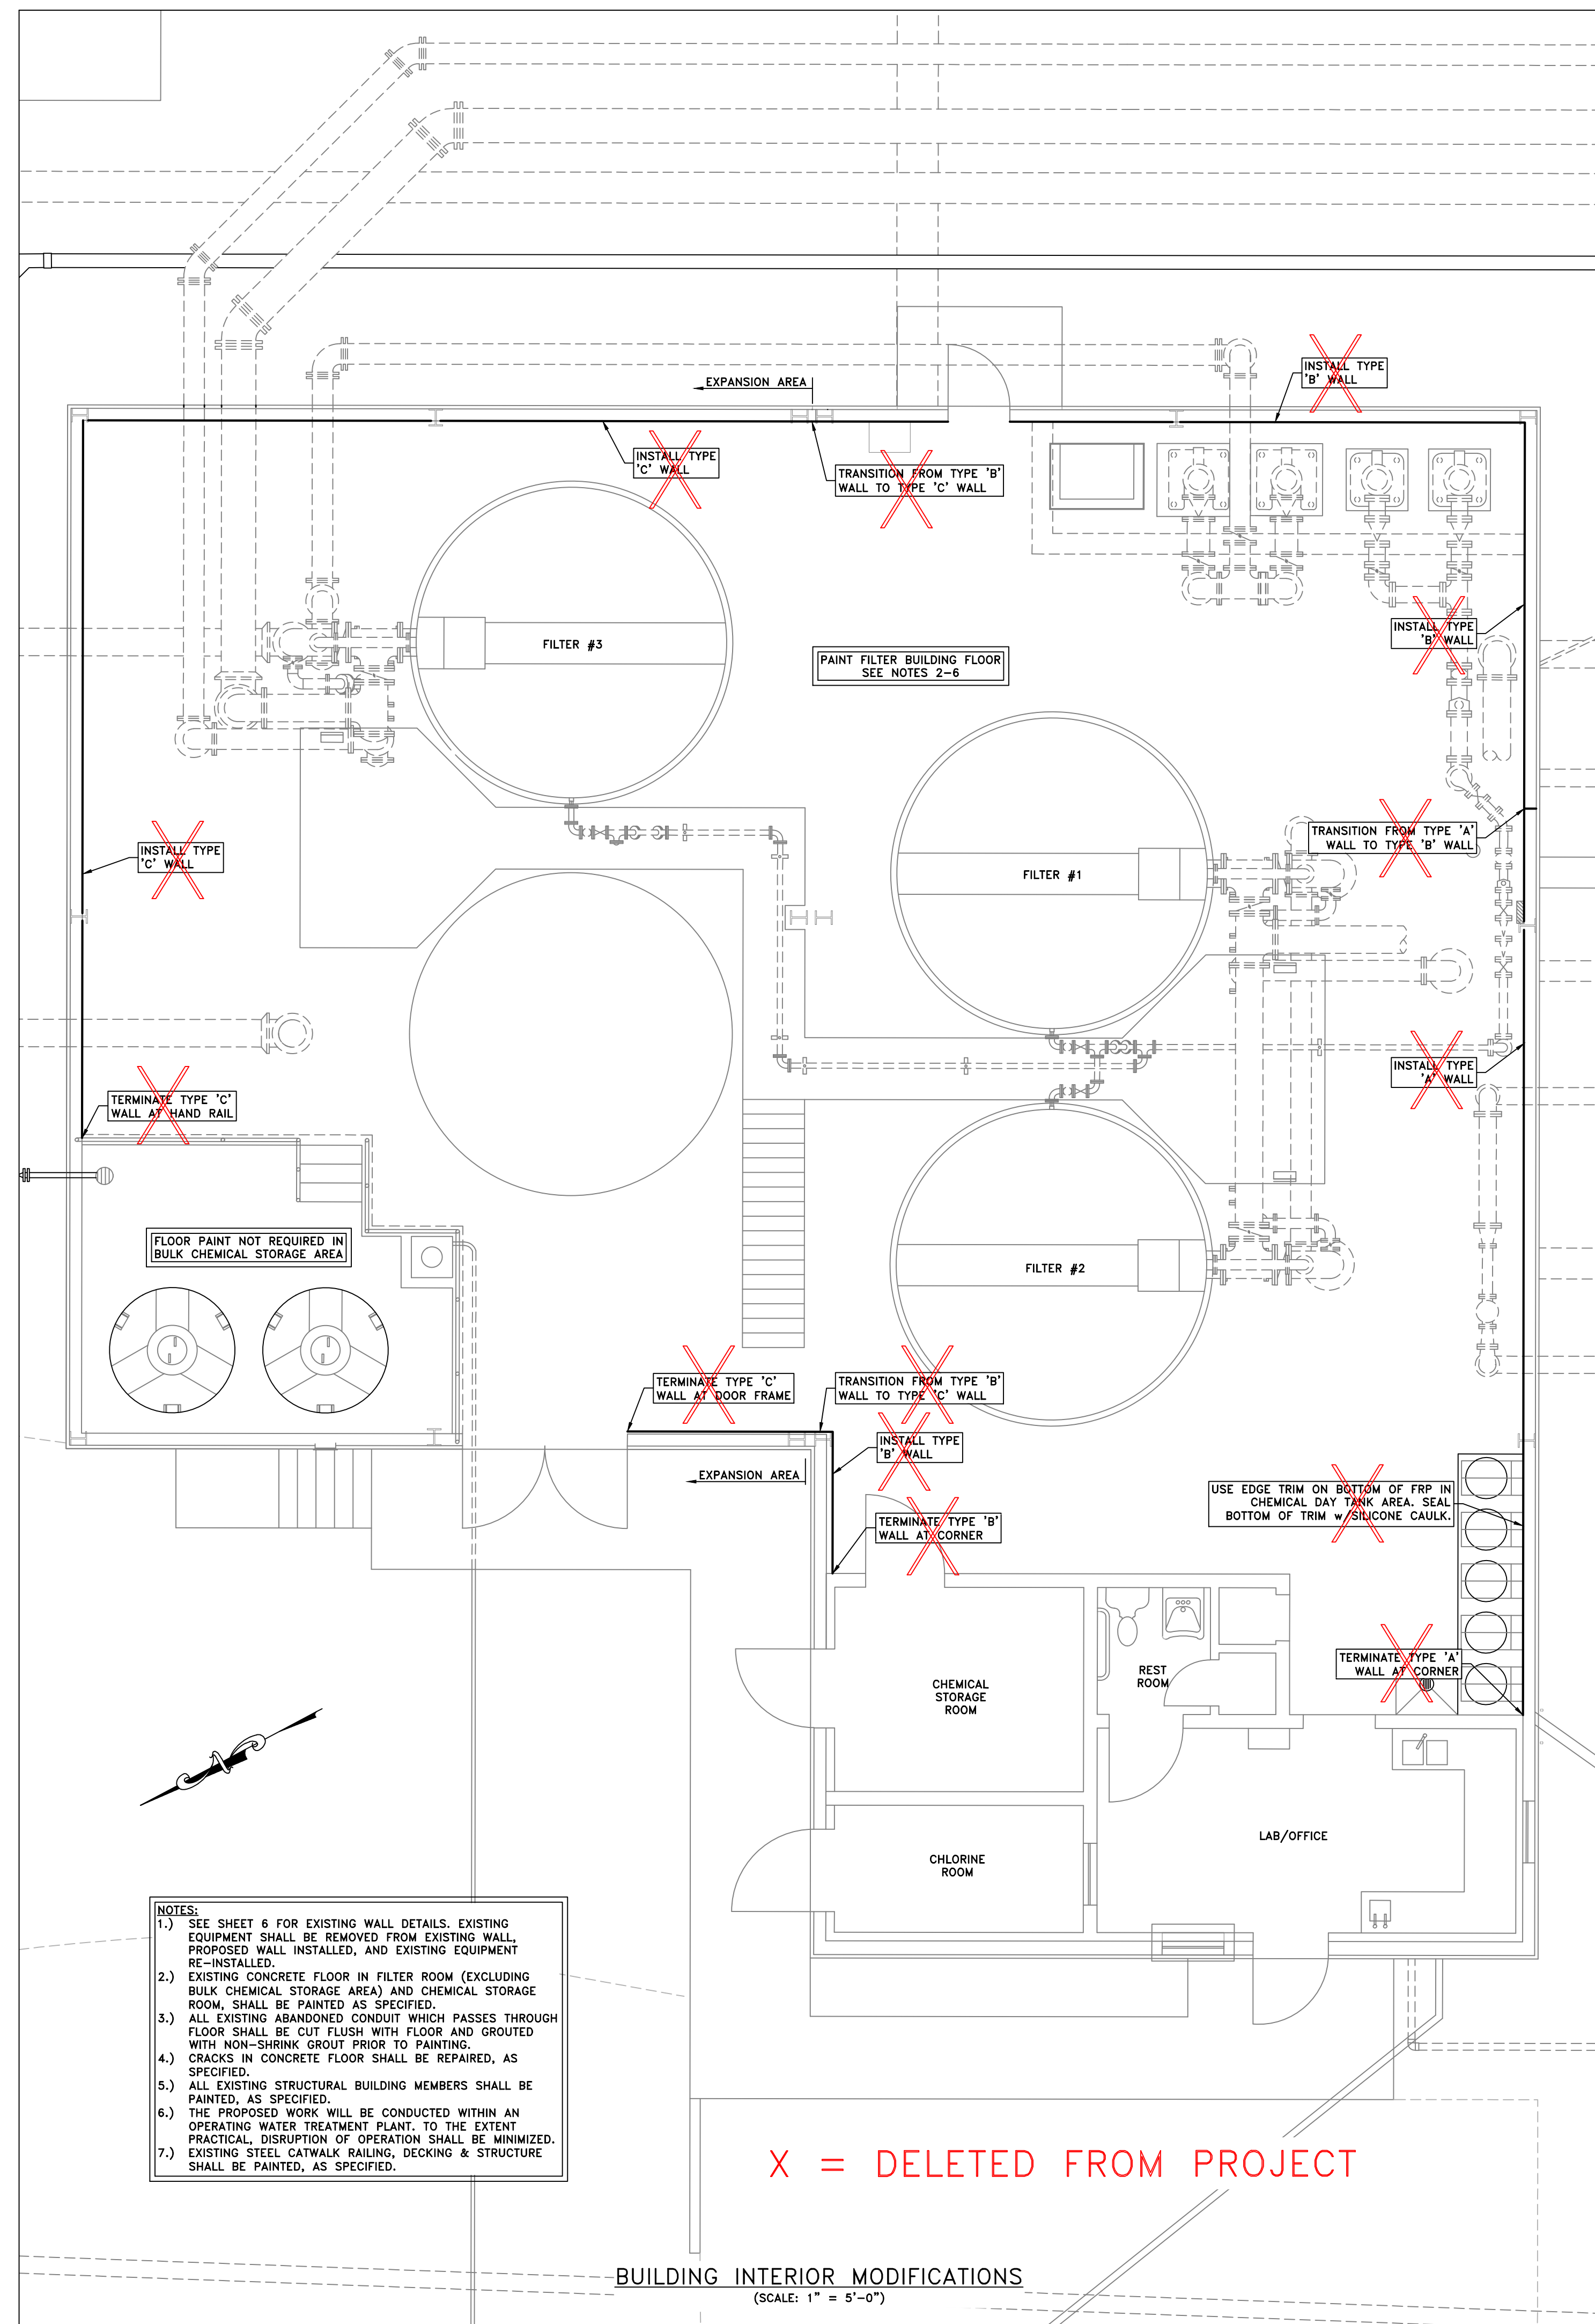 INSTALL TYPE
'B' WALL
EXPANSION AREA
INSTALL TYPE
'C' WALL
TRANSITION FROM TYPE 'B'
WALL TO TYPE 'C' WALL
INSTALL TYPE
'B' WALL
FILTER #3
PAINT FILTER BUILDING FLOOR
SEE NOTES 2-6
TRANSITION FROM TYPE 'A'
WALL TO TYPE 'B' WALL
INSTALL TYPE
'C' WALL
FILTER #1
INSTALL TYPE
'A' WALL
TERMINATE TYPE 'C'
WALL AT HAND RAIL
FLOOR PAINT NOT REQUIRED IN
BULK CHEMICAL STORAGE AREA
FILTER #2
TERMINATE TYPE 'C'
WALL AT DOOR FRAME
TRANSITION FROM TYPE 'B'
WALL TO TYPE 'C' WALL
INSTALL TYPE
'B' WALL
EXPANSION AREA
USE EDGE TRIM ON BOTTOM OF FRP IN
CHEMICAL DAY TANK AREA. SEAL
BOTTOM OF TRIM w/SILICONE CAULK.
TERMINATE TYPE 'B'
WALL AT CORNER
TERMINATE TYPE 'A'
WALL AT CORNER
REST
ROOM
CHEMICAL
STORAGE
ROOM
LAB/OFFICE
CHLORINE
ROOM
NOTES:
1.) SEE SHEET 6 FOR EXISTING WALL DETAILS. EXISTING
EQUIPMENT SHALL BE REMOVED FROM EXISTING WALL,
PROPOSED WALL INSTALLED, AND EXISTING EQUIPMENT
RE-INSTALLED.
2.) EXISTING CONCRETE FLOOR IN FILTER ROOM (EXCLUDING
BULK CHEMICAL STORAGE AREA) AND CHEMICAL STORAGE
ROOM, SHALL BE PAINTED AS SPECIFIED.
3.) ALL EXISTING ABANDONED CONDUIT WHICH PASSES THROUGH
FLOOR SHALL BE CUT FLUSH WITH FLOOR AND GROUTED
WITH NON-SHRINK GROUT PRIOR TO PAINTING.
4.) CRACKS IN CONCRETE FLOOR SHALL BE REPAIRED, AS
SPECIFIED.
5.) ALL EXISTING STRUCTURAL BUILDING MEMBERS SHALL BE
PAINTED, AS SPECIFIED.
6.) THE PROPOSED WORK WILL BE CONDUCTED WITHIN AN
OPERATING WATER TREATMENT PLANT. TO THE EXTENT
PRACTICAL, DISRUPTION OF OPERATION SHALL BE MINIMIZED.
7.) EXISTING STEEL CATWALK RAILING, DECKING & STRUCTURE
SHALL BE PAINTED, AS SPECIFIED.
X = DELETED FROM PROJECT
BUILDING INTERIOR MODIFICATIONS
(SCALE: 1" = 5'-0")